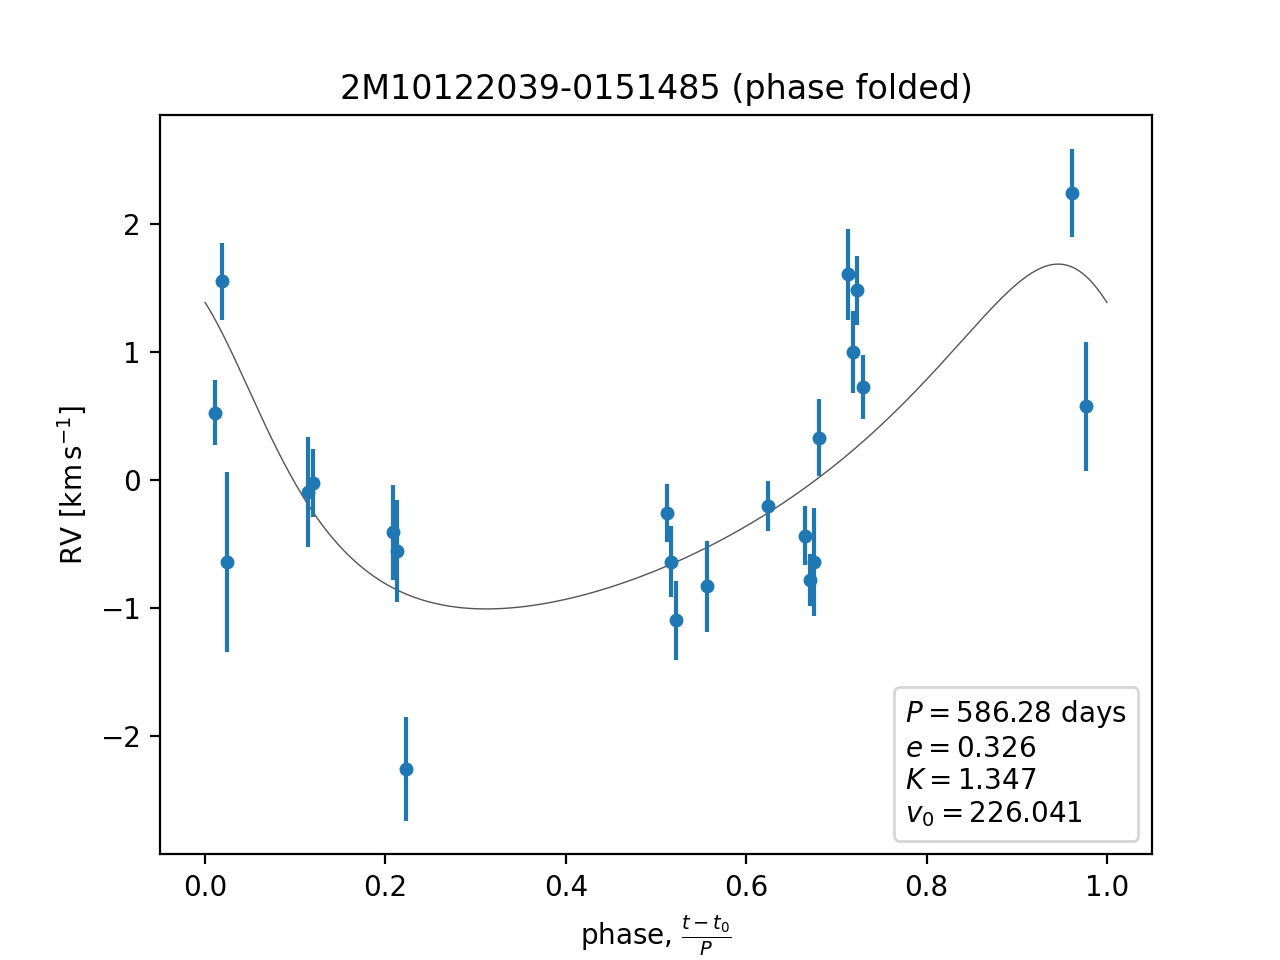 2M10122039-0151485 (phase folded)
RV [km s⁻¹]
2
1
0
−1
−2
P = 586.28 days
e = 0.326
K = 1.347
v₀ = 226.041
0.0 0.2 0.4 0.6 0.8 1.0
phase, (t − t₀)/P